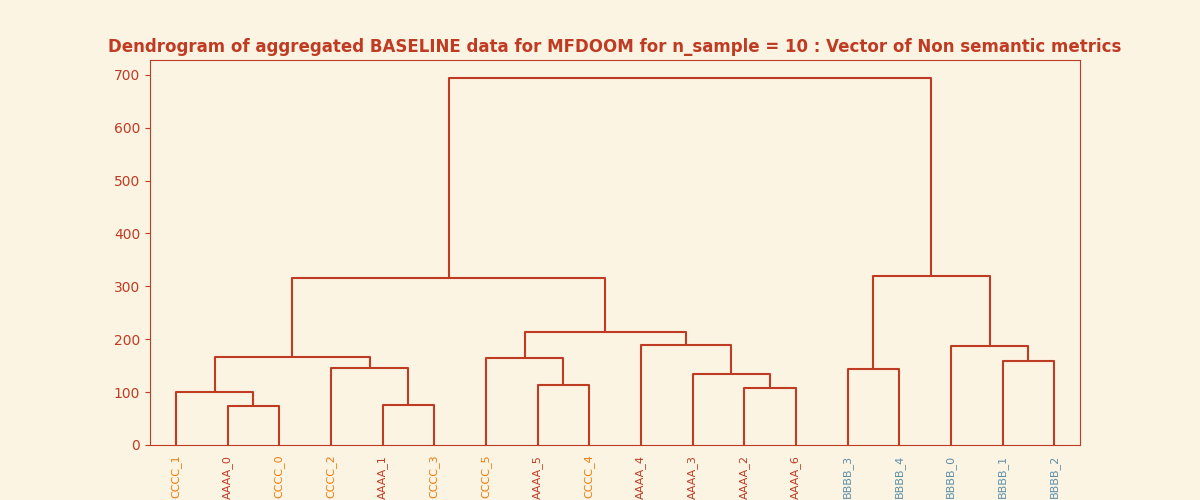 Dendrogram of aggregated BASELINE data for MFDOOM for n_sample = 10 : Vector of Non semantic metrics
700
600
500
400
300
200
100
0
CCCC_1
AAAA_0
CCCC_0
CCCC_2
AAAA_1
CCCC_3
CCCC_5
AAAA_5
CCCC_4
AAAA_4
AAAA_3
AAAA_2
AAAA_6
BBBB_3
BBBB_4
BBBB_0
BBBB_1
BBBB_2